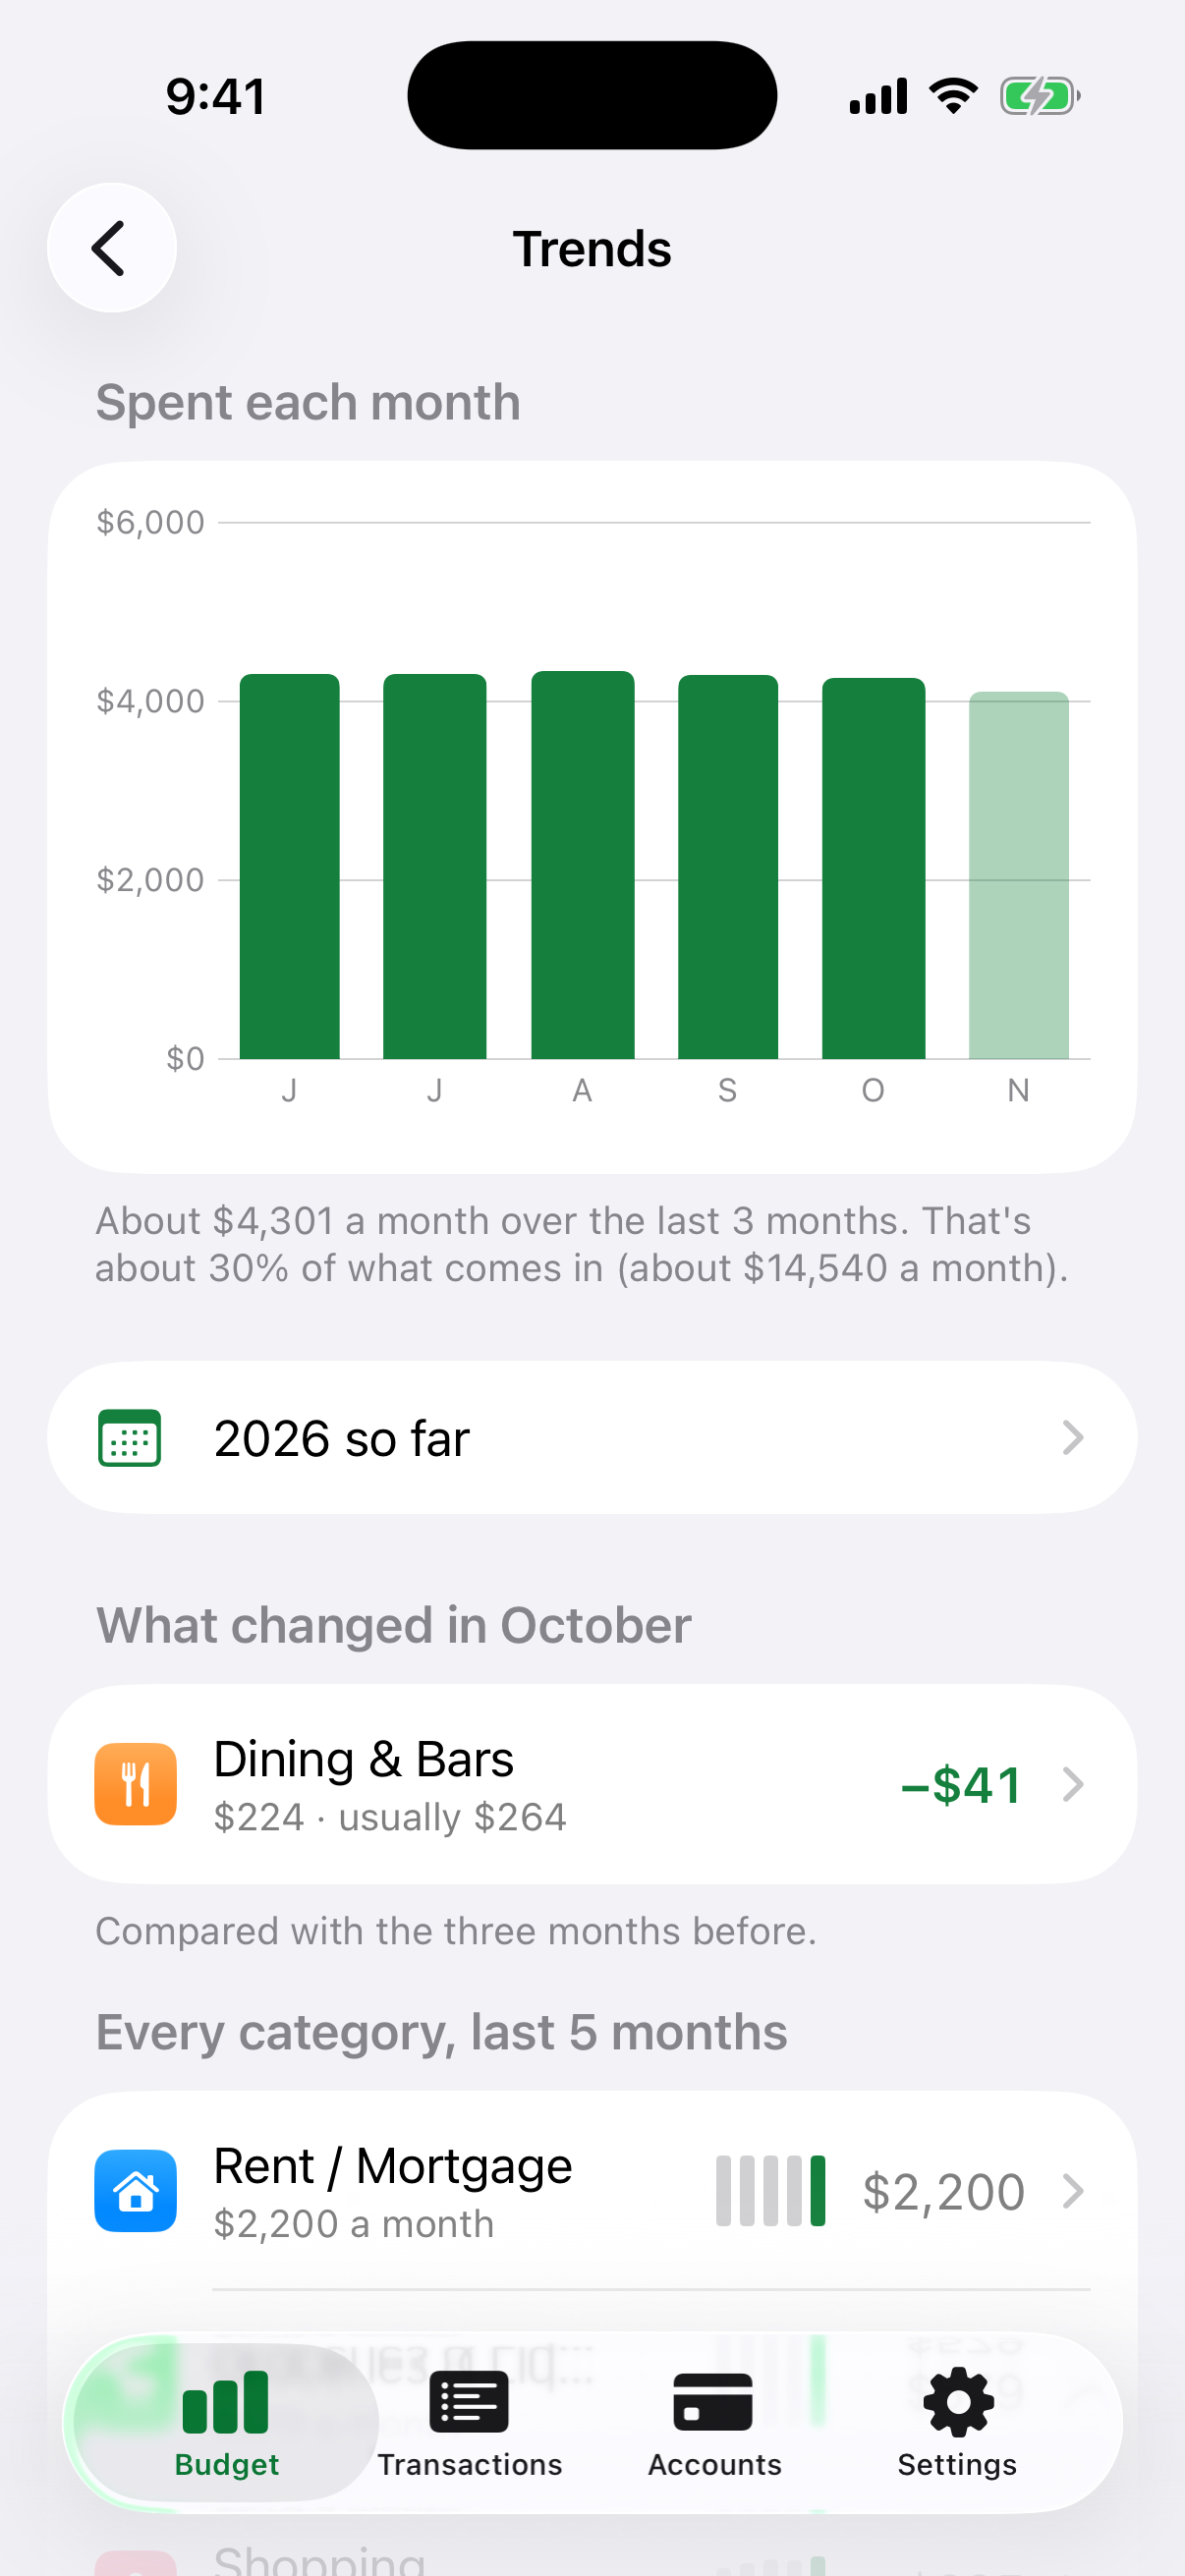 9:41
Trends
Spent each month
$6,000
$4,000
$2,000
$0
J J A S O N
About $4,301 a month over the last 3 months. That's
about 30% of what comes in (about $14,540 a month).
2026 so far
What changed in October
Dining & Bars
$224 · usually $264
–$41
Compared with the three months before.
Every category, last 5 months
Rent / Mortgage
$2,200 a month
$2,200
Budget
Transactions
Accounts
Settings
Shopping